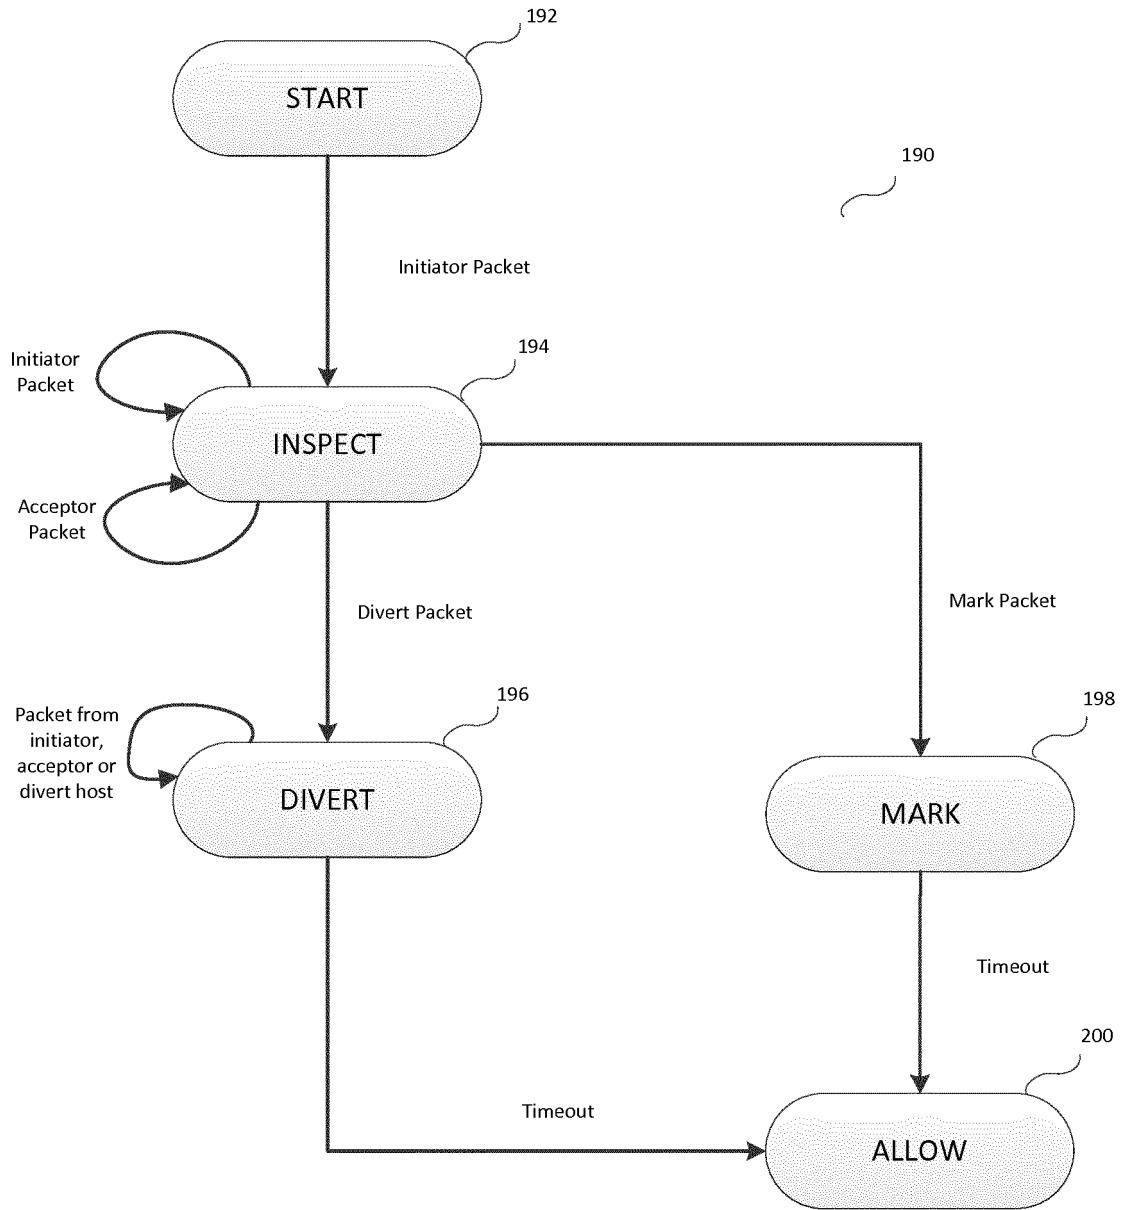 192
START
190
Initiator Packet
194
Initiator
Packet
INSPECT
Acceptor
Packet
Divert Packet
Mark Packet
196
198
Packet from
initiator,
acceptor or
divert host
DIVERT
MARK
Timeout
200
Timeout
ALLOW